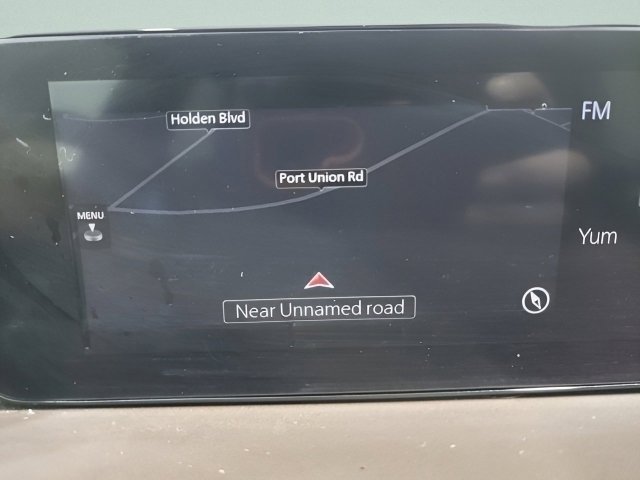 Holden Blvd
FM
Port Union Rd
MENU
Yum
Near Unnamed road